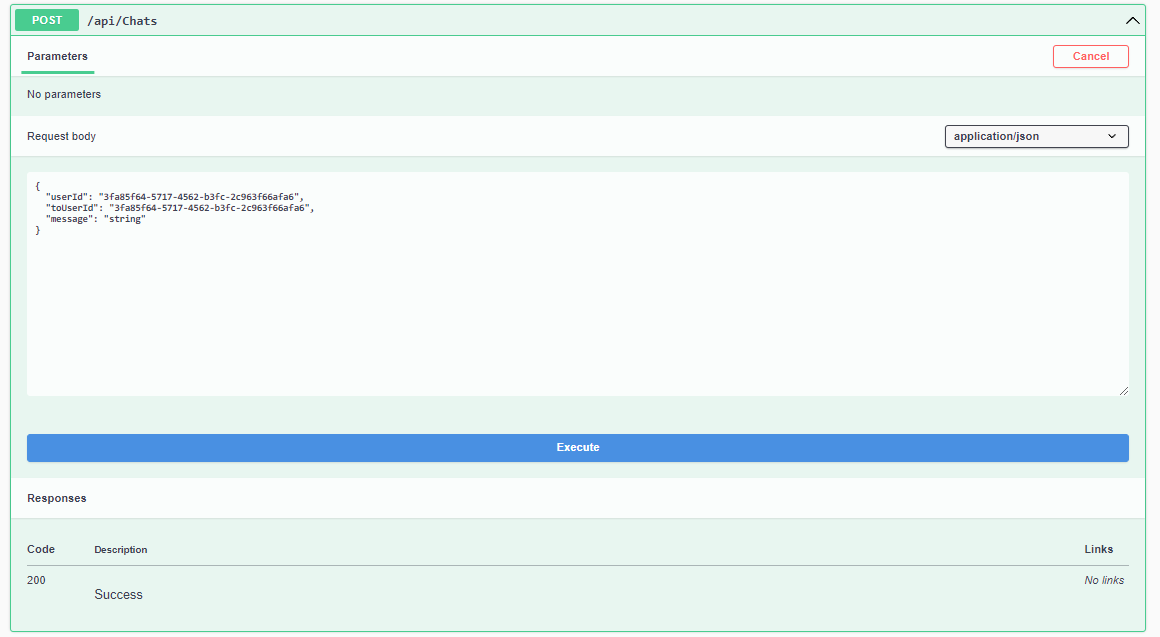 POST /api/Chats
Parameters Cancel
No parameters
Request body application/json
{
  "userId": "3fa85f64-5717-4562-b3fc-2c963f66afa6",
  "toUserId": "3fa85f64-5717-4562-b3fc-2c963f66afa6",
  "message": "string"
}
Execute
Responses
Code Description Links
200 No links
Success